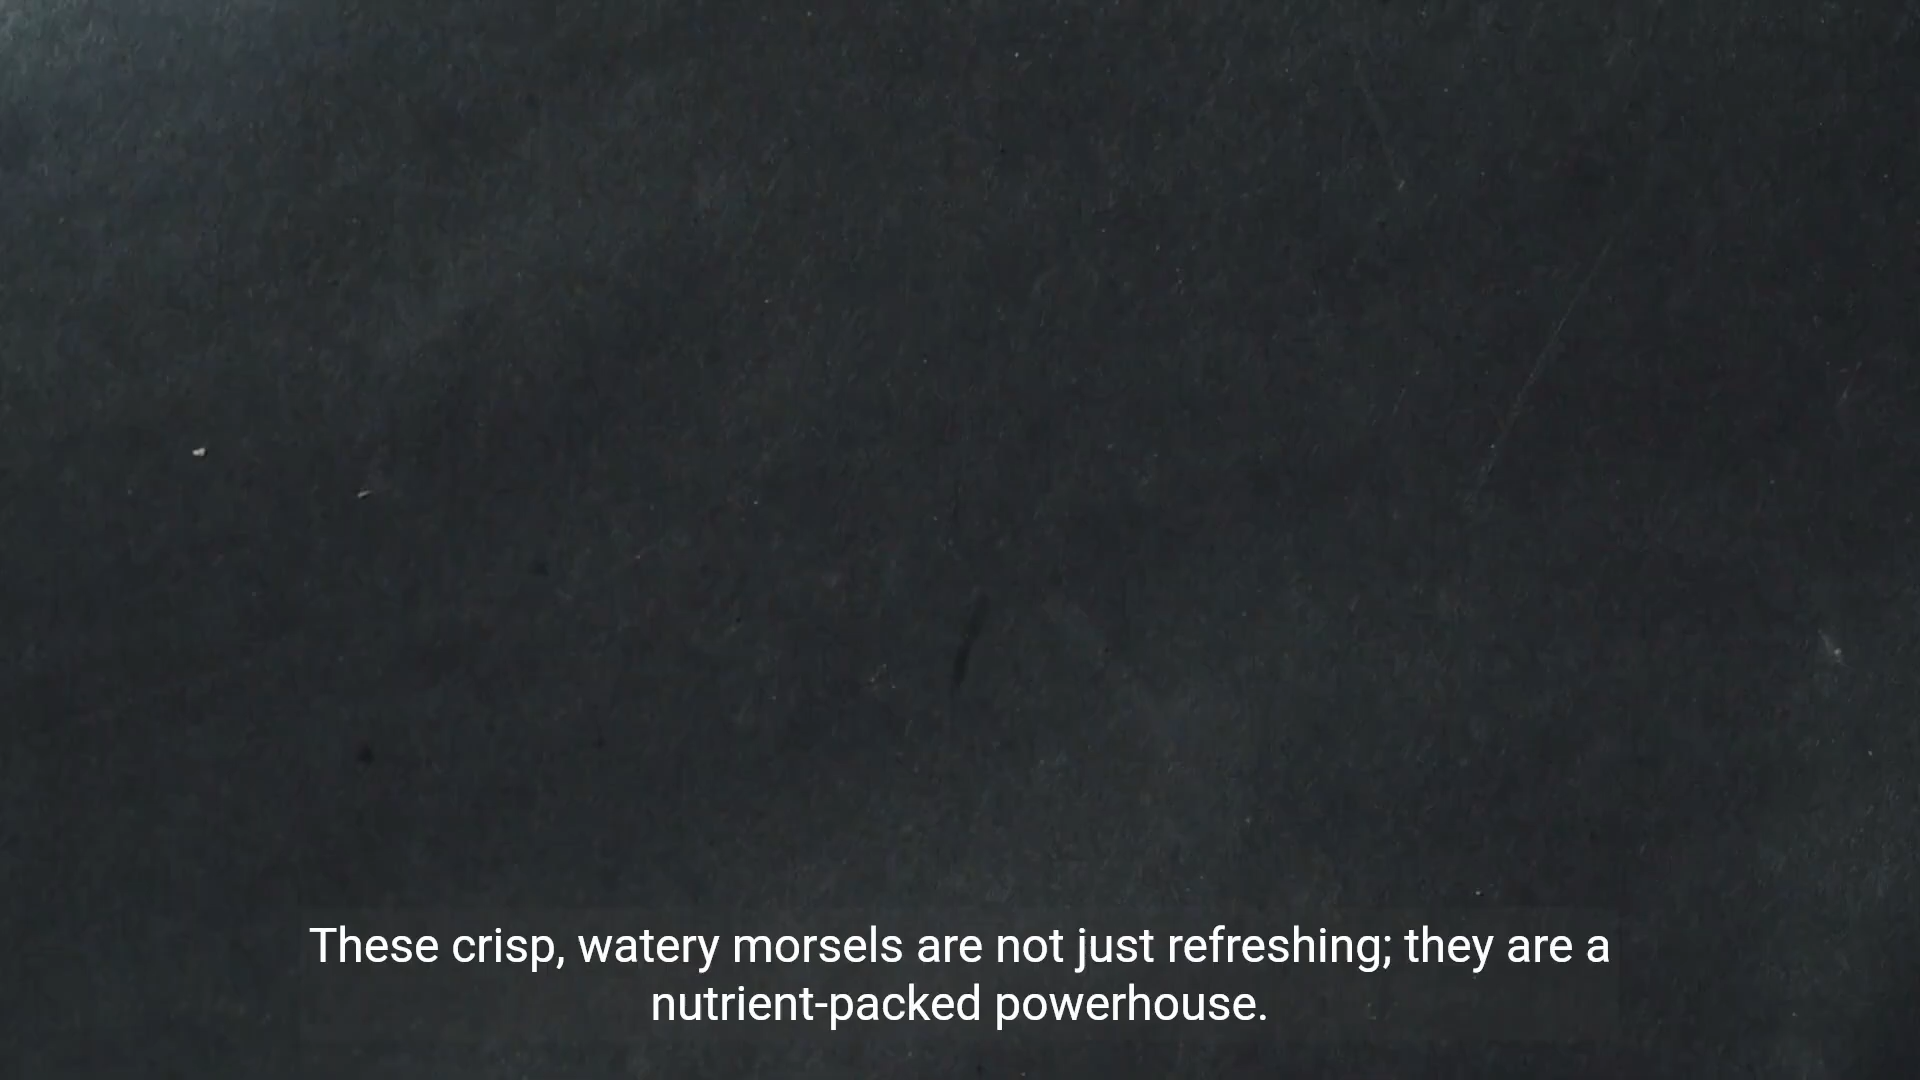 These crisp, watery morsels are not just refreshing; they are a
nutrient-packed powerhouse.